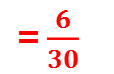 = 6/30